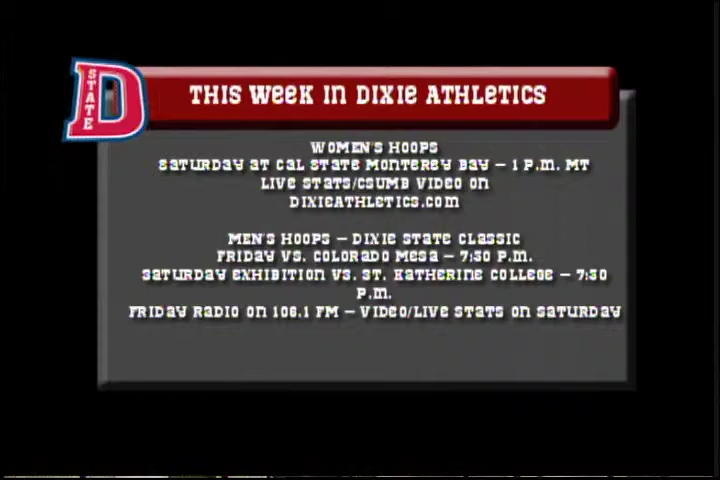 D
STATE
THIS WEEK IN DIXIE ATHLETICS
WOMEN'S HOOPS
SATURDAY AT CAL STATE MONTEREY BAY – 1 P.M. MT
LIVE STATS/CSUMB VIDEO ON
DIXIEATHLETICS.COM
MEN'S HOOPS – DIXIE STATE CLASSIC
FRIDAY VS. COLORADO MESA – 7:30 P.M.
SATURDAY EXHIBITION VS. ST. KATHERINE COLLEGE – 7:30
P.M.
FRIDAY RADIO ON 106.1 FM – VIDEO/LIVE STATS ON SATURDAY